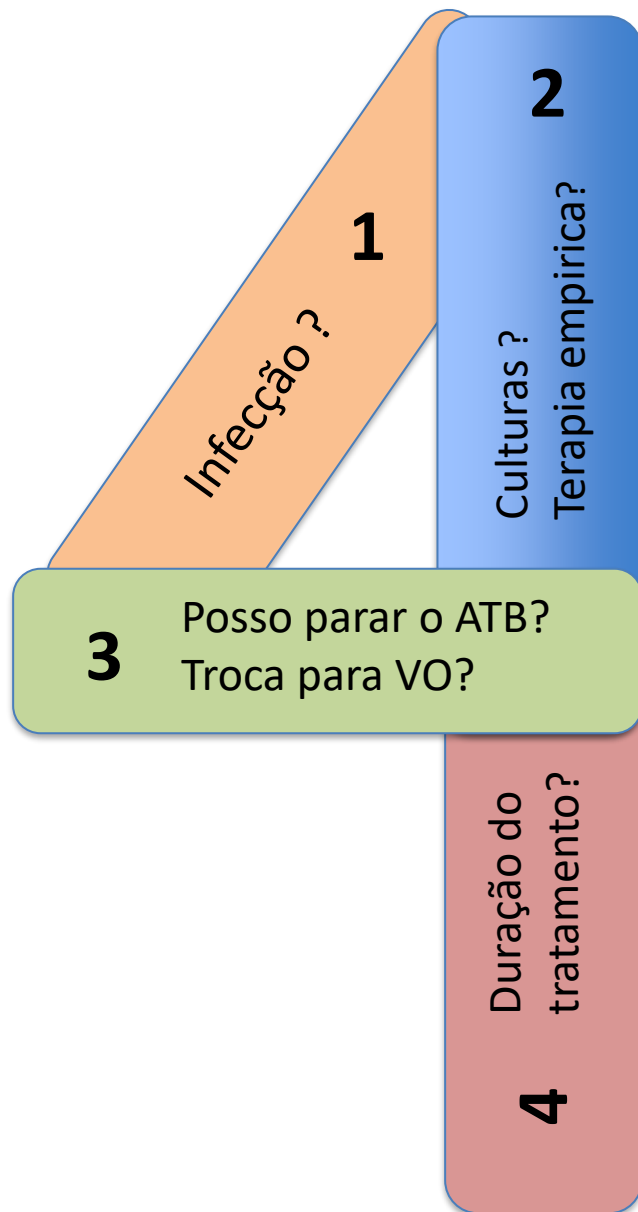 1
Infecção ?
2
Culturas ?
Terapia empirica?
3
Posso parar o ATB?
Troca para VO?
Duração do
tratamento?
4